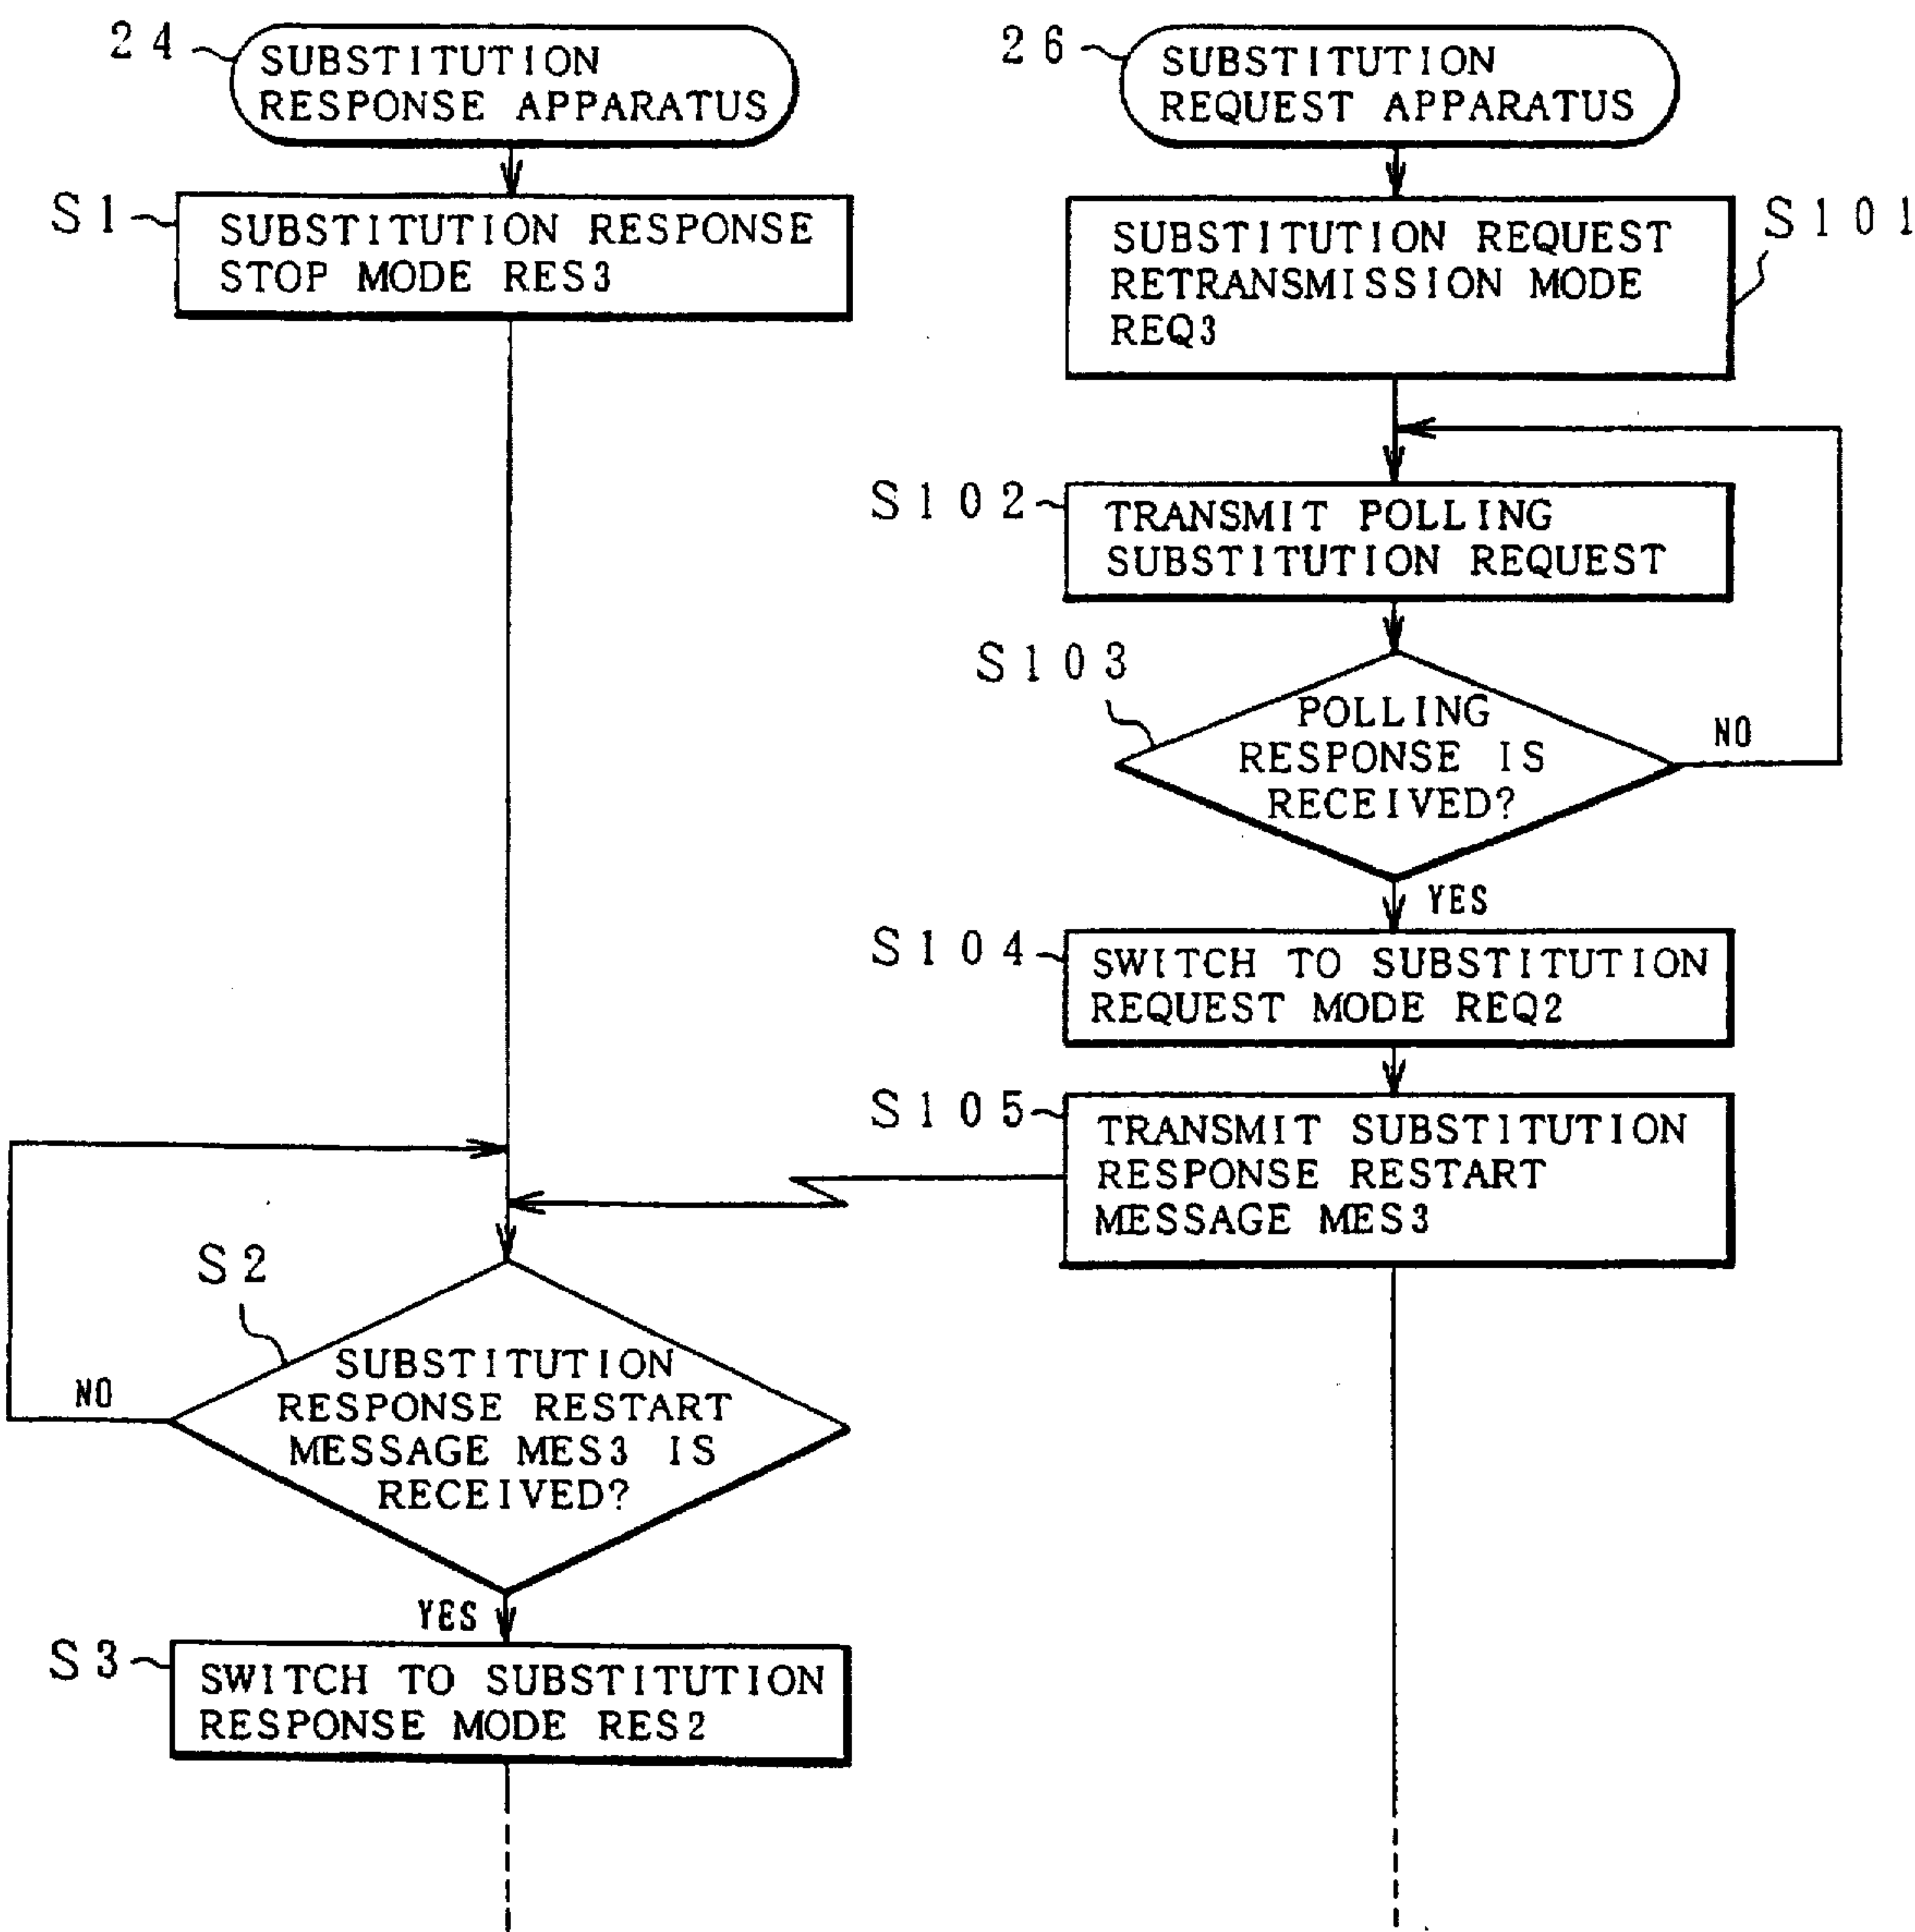 24
SUBSTITUTION
RESPONSE APPARATUS
S1
SUBSTITUTION RESPONSE
STOP MODE RES3
S2
SUBSTITUTION
RESPONSE RESTART
MESSAGE MES3 IS
RECEIVED?
NO
YES
S3
SWITCH TO SUBSTITUTION
RESPONSE MODE RES2
26
SUBSTITUTION
REQUEST APPARATUS
S101
SUBSTITUTION REQUEST
RETRANSMISSION MODE
REQ3
S102
TRANSMIT POLLING
SUBSTITUTION REQUEST
S103
POLLING
RESPONSE IS
RECEIVED?
NO
YES
S104
SWITCH TO SUBSTITUTION
REQUEST MODE REQ2
S105
TRANSMIT SUBSTITUTION
RESPONSE RESTART
MESSAGE MES3